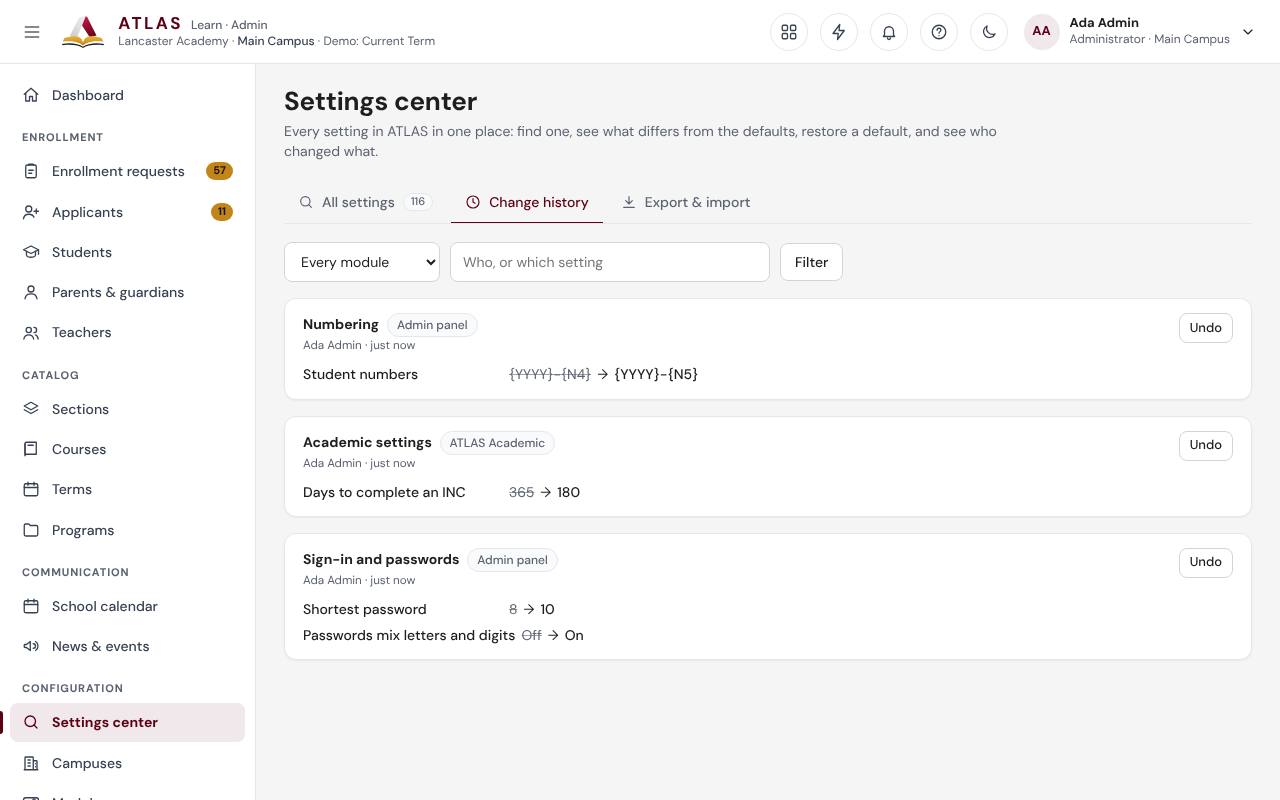 ATLAS Learn · Admin
Lancaster Academy · Main Campus · Demo: Current Term
AA
Ada Admin
Administrator · Main Campus
Dashboard
ENROLLMENT
Enrollment requests 57
Applicants 11
Students
Parents & guardians
Teachers
CATALOG
Sections
Courses
Terms
Programs
COMMUNICATION
School calendar
News & events
CONFIGURATION
Settings center
Campuses
Settings center
Every setting in ATLAS in one place: find one, see what differs from the defaults, restore a default, and see who
changed what.
All settings 116 Change history Export & import
Every module Who, or which setting Filter
Numbering Admin panel Undo
Ada Admin · just now
Student numbers {YYYY}-{N4} → {YYYY}-{N5}
Academic settings ATLAS Academic Undo
Ada Admin · just now
Days to complete an INC 365 → 180
Sign-in and passwords Admin panel Undo
Ada Admin · just now
Shortest password 8 → 10
Passwords mix letters and digits Off → On